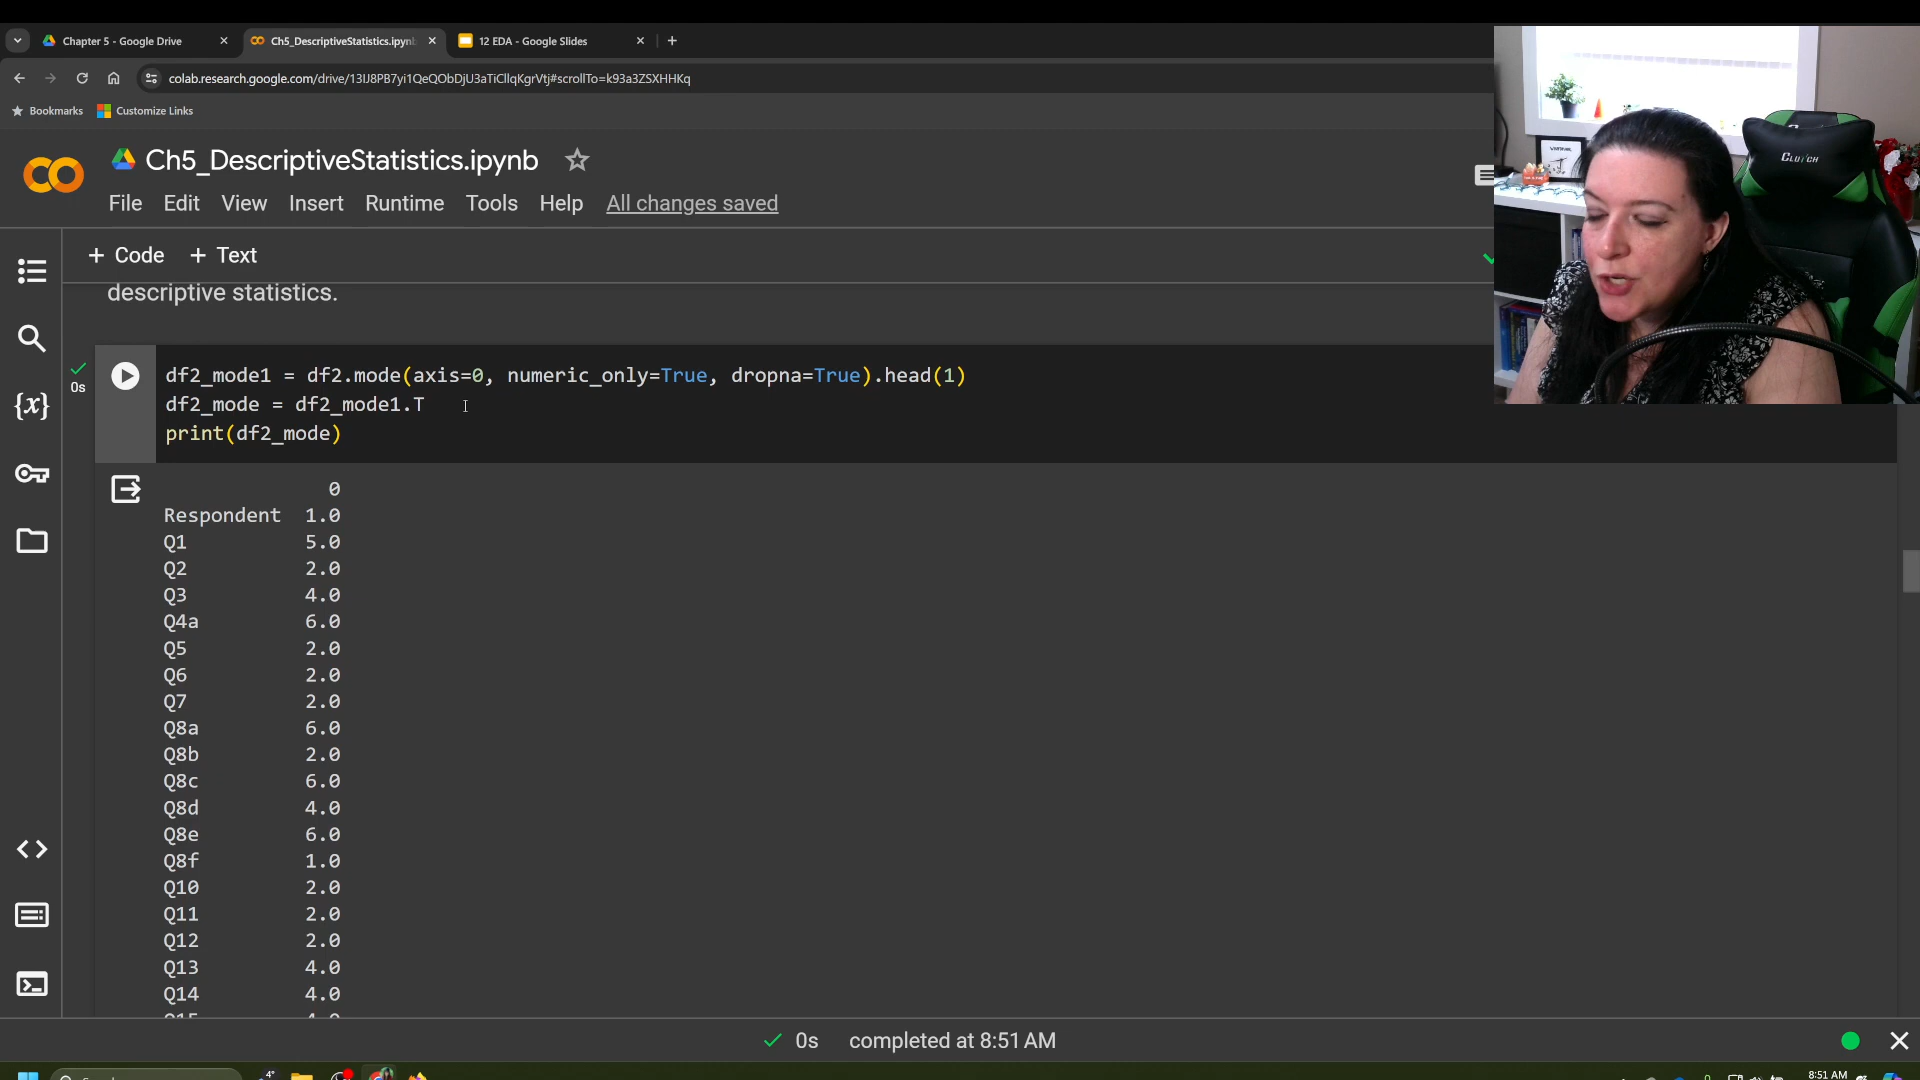 Chapter 5 - Google Drive
Ch5_DescriptiveStatistics.ipynb
12 EDA - Google Slides
colab.research.google.com/drive/13IJ8PB7yi1QeQObDjU3aTiCllqKgrVtj#scrollTo=k93a3ZSXHHKq
Bookmarks
Customize Links
Ch5_DescriptiveStatistics.ipynb
File Edit View Insert Runtime Tools Help All changes saved
+ Code + Text
descriptive statistics.
0s
df2_mode1 = df2.mode(axis=0, numeric_only=True, dropna=True).head(1)
df2_mode = df2_mode1.T
print(df2_mode)
0
Respondent 1.0
Q1 5.0
Q2 2.0
Q3 4.0
Q4a 6.0
Q5 2.0
Q6 2.0
Q7 2.0
Q8a 6.0
Q8b 2.0
Q8c 6.0
Q8d 4.0
Q8e 6.0
Q8f 1.0
Q10 2.0
Q11 2.0
Q12 2.0
Q13 4.0
Q14 4.0
0s completed at 8:51 AM
4°
8:51 AM
CLUTCH